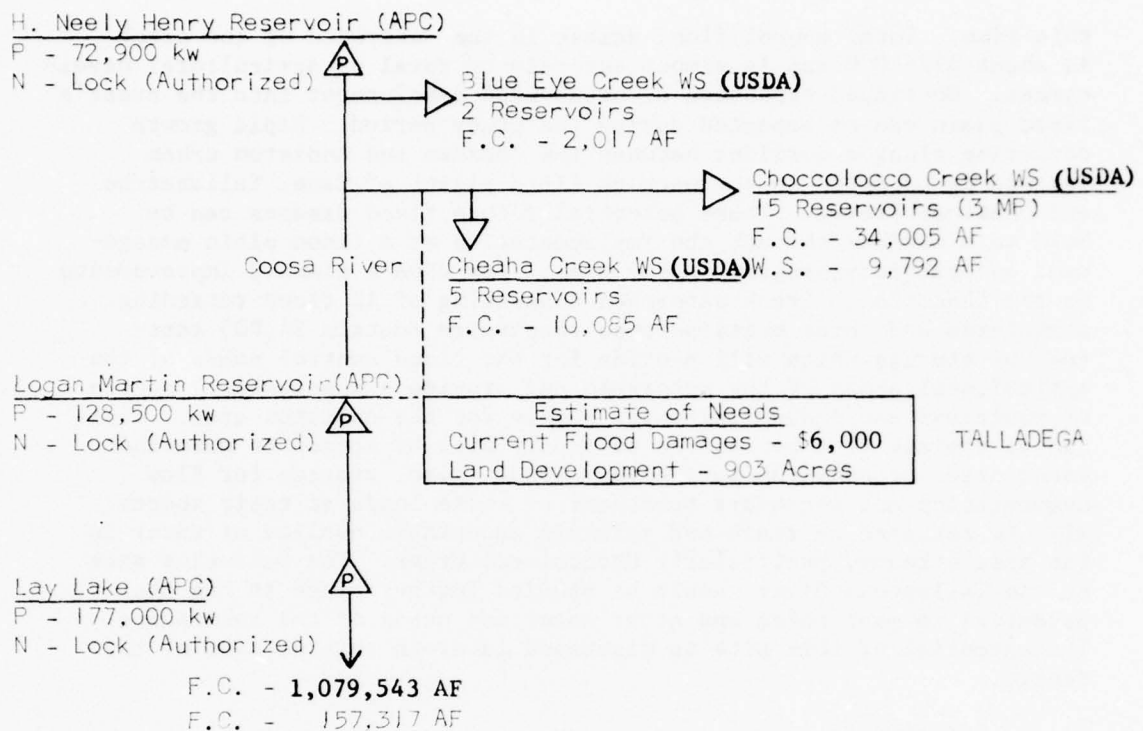 H. Neely Henry Reservoir (APC)
P - 72,900 kw
N - Lock (Authorized)
P
Blue Eye Creek WS (USDA)
2 Reservoirs
F.C. - 2,017 AF
Choccolocco Creek WS (USDA)
15 Reservoirs (3 MP)
F.C. - 34,005 AF
W.S. - 9,792 AF
Coosa River
Cheaha Creek WS (USDA)
5 Reservoirs
F.C. - 10,085 AF
Logan Martin Reservoir(APC)
P - 128,500 kw
N - Lock (Authorized)
P
Estimate of Needs
Current Flood Damages - $6,000
Land Development - 903 Acres
TALLADEGA
Lay Lake (APC)
P - 177,000 kw
N - Lock (Authorized)
P
F.C. - 1,079,543 AF
F.C. - 157,317 AF